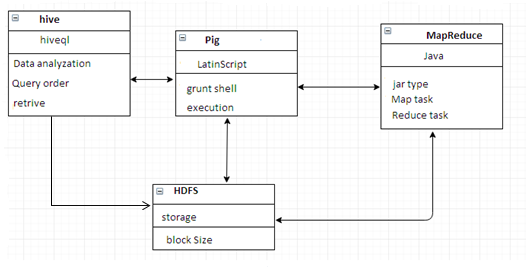 hive
hiveql
Data analyzation
Query order
retrive
Pig
LatinScript
grunt shell
execution
MapReduce
Java
jar type
Map task
Reduce task
HDFS
storage
block Size